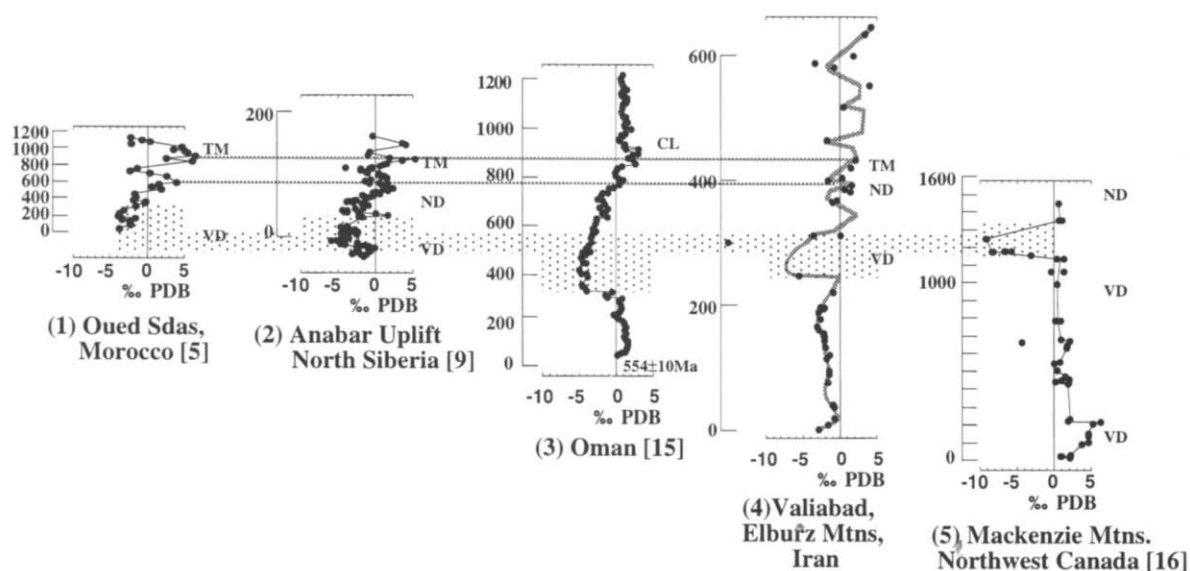 1200
1000
800
600
400
200
0
TM
VD
-10 -5 0 5
‰ PDB
(1) Oued Sdas,
Morocco [5]
200
0
TM
ND
VD
-10 -5 0 5
‰ PDB
(2) Anabar Uplift
North Siberia [9]
1200
1000
800
600
400
200
0
CL
554±10Ma
-10 -5 0 5
‰ PDB
(3) Oman [15]
600
400
200
0
TM
ND
VD
-10 -5 0 5
‰ PDB
(4)Valiabad,
Elburz Mtns,
Iran
1600
1000
0
ND
VD
VD
-10 -5 0 5
‰ PDB
(5) Mackenzie Mtns.
Northwest Canada [16]